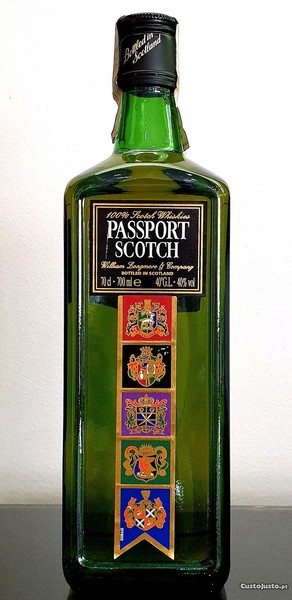 Bottled in
Scotland
100% Scotch Whiskies
PASSPORT
SCOTCH
William Longmore & Company
BOTTLED IN SCOTLAND
70 cl - 700 ml e 40°G.L. - 40% vol
CustoJusto.pt